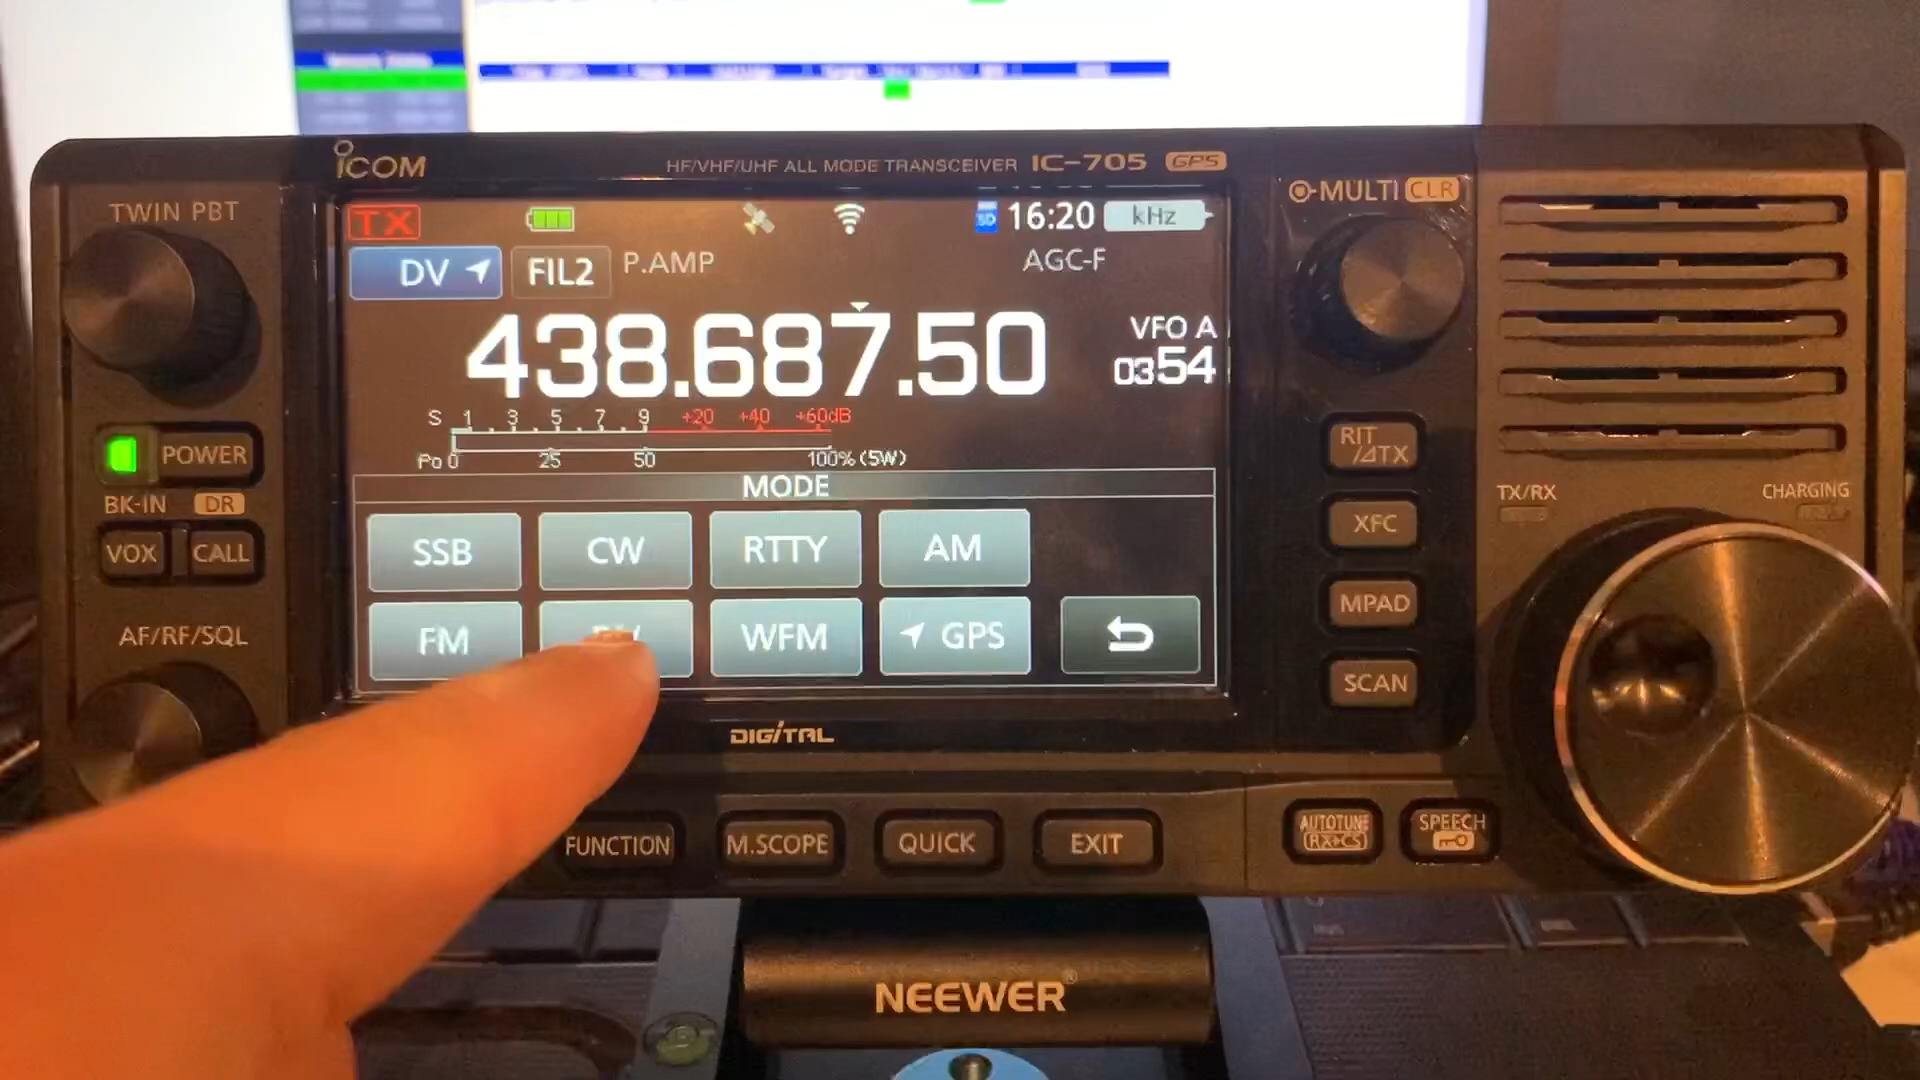 ICOM
HF/VHF/UHF ALL MODE TRANSCEIVER IC-705 GPS
TWIN PBT
MULTI CLR
TX
SD 16:20 kHz
DV FIL2 P.AMP AGC-F
438.687.50
VFO A
0354
S 1 3 5 7 9 +20 +40 +60dB
Po 0 25 50 100% (5W)
MODE
SSB CW RTTY AM
FM WFM GPS
POWER
BK-IN DR
VOX CALL
AF/RF/SQL
RIT
/⊿TX
XFC
MPAD
SCAN
TX/RX CHARGING
DIGITAL
FUNCTION M.SCOPE QUICK EXIT
AUTOTUNE
RX→CS
SPEECH
NEEWER®